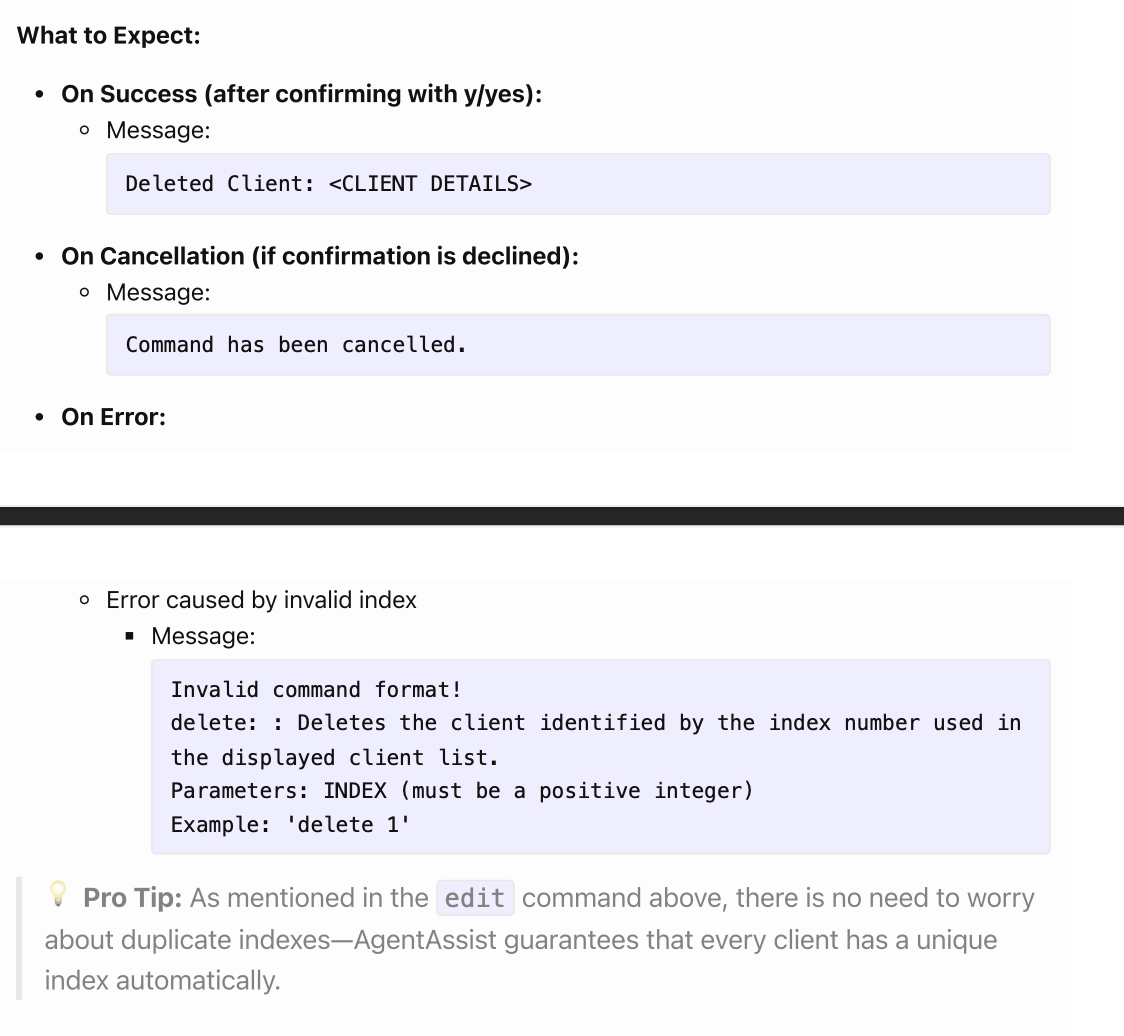 What to Expect:
• On Success (after confirming with y/yes):
○ Message:
Deleted Client: <CLIENT DETAILS>
• On Cancellation (if confirmation is declined):
○ Message:
Command has been cancelled.
• On Error:
○ Error caused by invalid index
▪ Message:
Invalid command format!
delete: : Deletes the client identified by the index number used in
the displayed client list.
Parameters: INDEX (must be a positive integer)
Example: 'delete 1'
💡 Pro Tip: As mentioned in the edit command above, there is no need to worry
about duplicate indexes—AgentAssist guarantees that every client has a unique
index automatically.